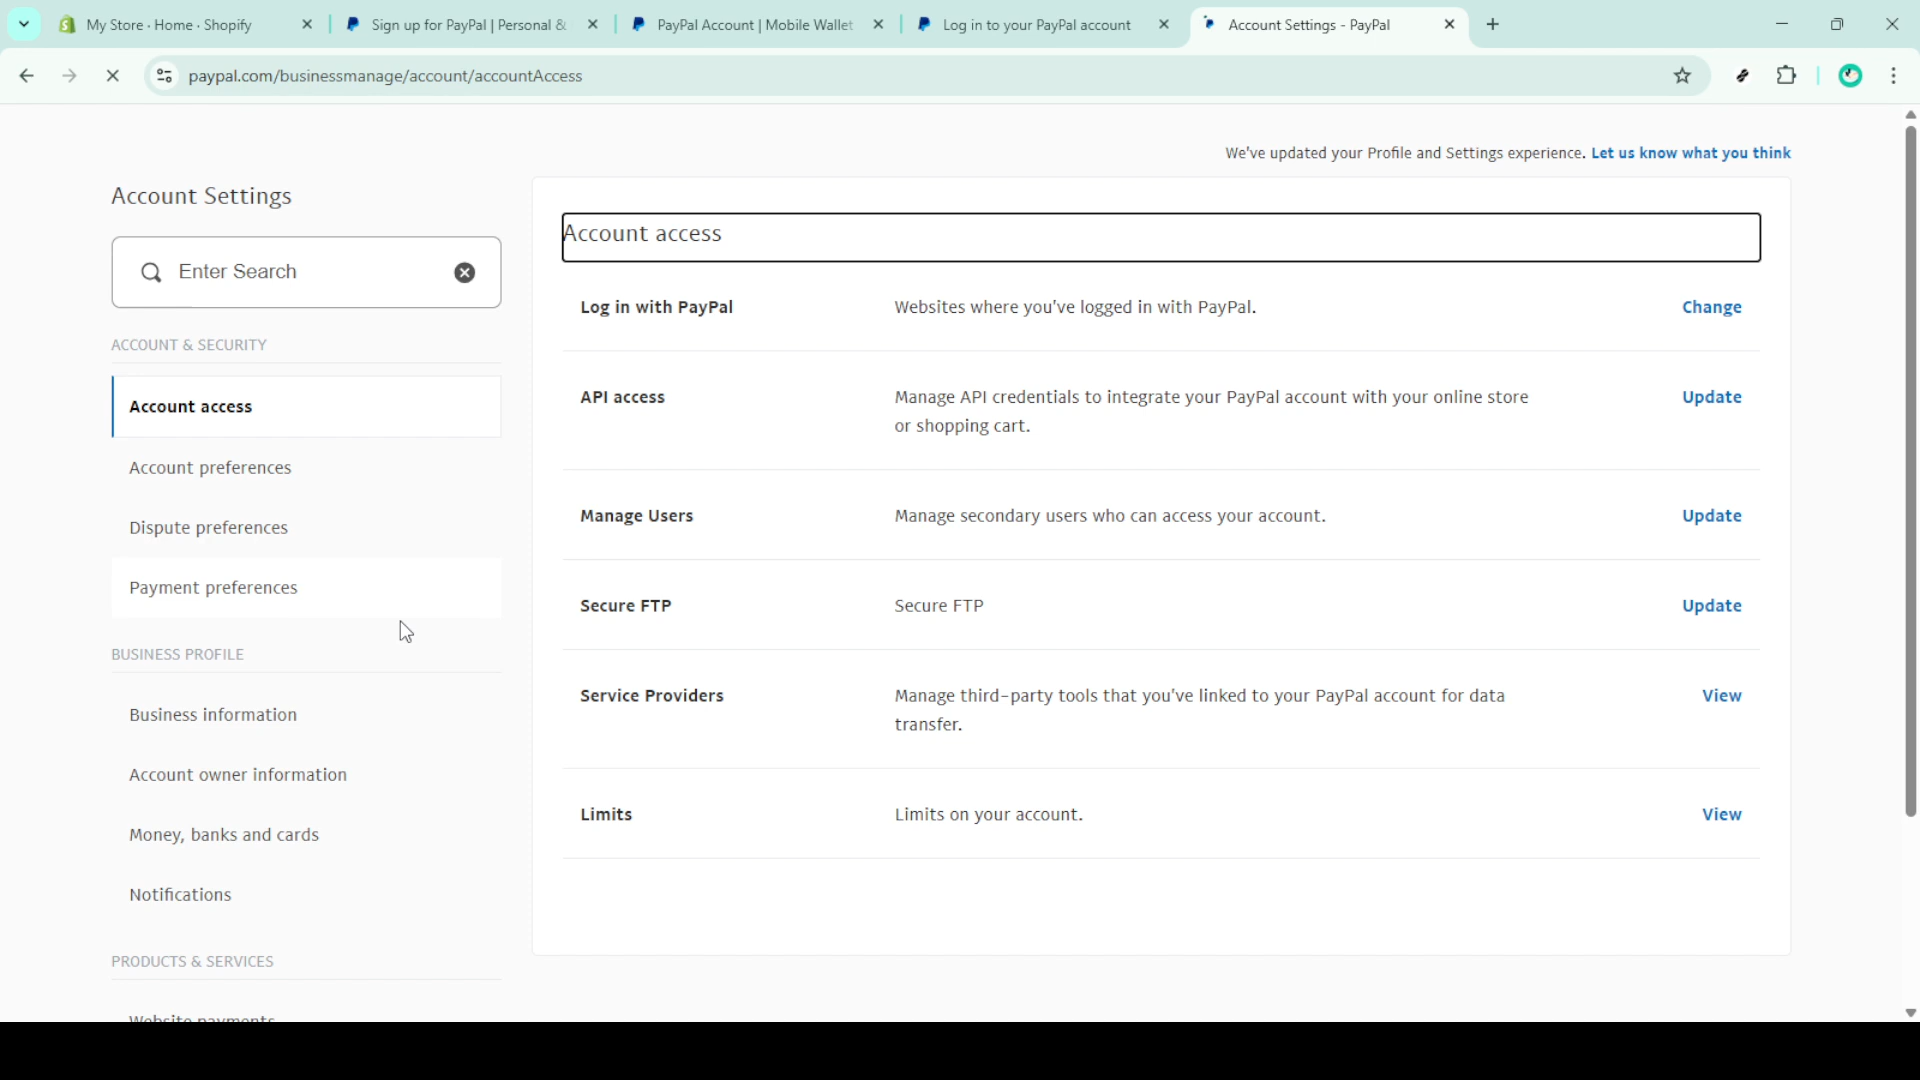 My Store · Home · Shopify
Sign up for PayPal | Personal &
PayPal Account | Mobile Wallet
Log in to your PayPal account
Account Settings - PayPal
paypal.com/businessmanage/account/accountAccess
We've updated your Profile and Settings experience. Let us know what you think
Account Settings
Enter Search
ACCOUNT & SECURITY
Account access
Account preferences
Dispute preferences
Payment preferences
BUSINESS PROFILE
Business information
Account owner information
Money, banks and cards
Notifications
PRODUCTS & SERVICES
Website payments
Account access
Log in with PayPal
Websites where you've logged in with PayPal.
Change
API access
Manage API credentials to integrate your PayPal account with your online store
or shopping cart.
Update
Manage Users
Manage secondary users who can access your account.
Update
Secure FTP
Secure FTP
Update
Service Providers
Manage third-party tools that you've linked to your PayPal account for data
transfer.
View
Limits
Limits on your account.
View